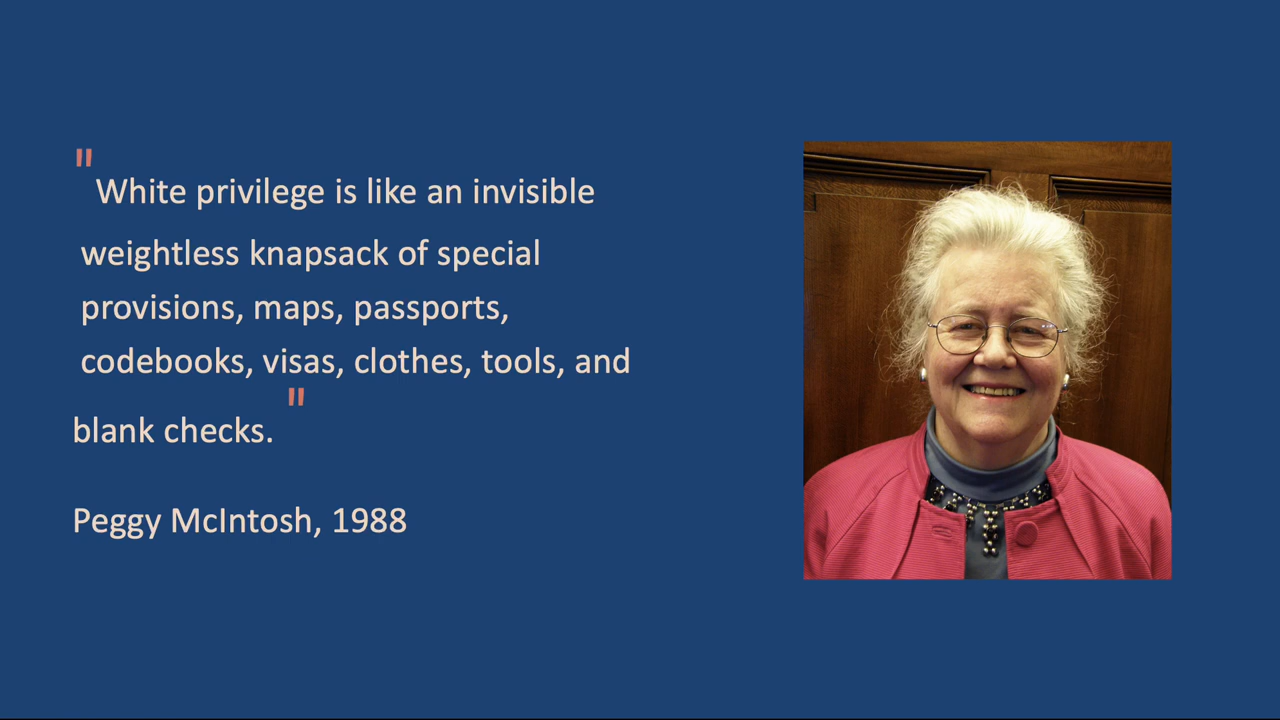 "White privilege is like an invisible
weightless knapsack of special
provisions, maps, passports,
codebooks, visas, clothes, tools, and
blank checks."
Peggy McIntosh, 1988